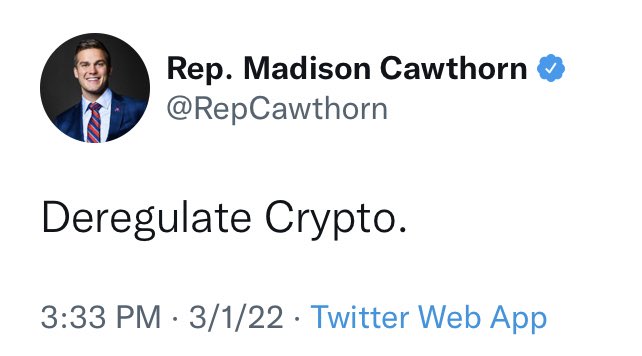 Rep. Madison Cawthorn
@RepCawthorn
Deregulate Crypto.
3:33 PM · 3/1/22 · Twitter Web App